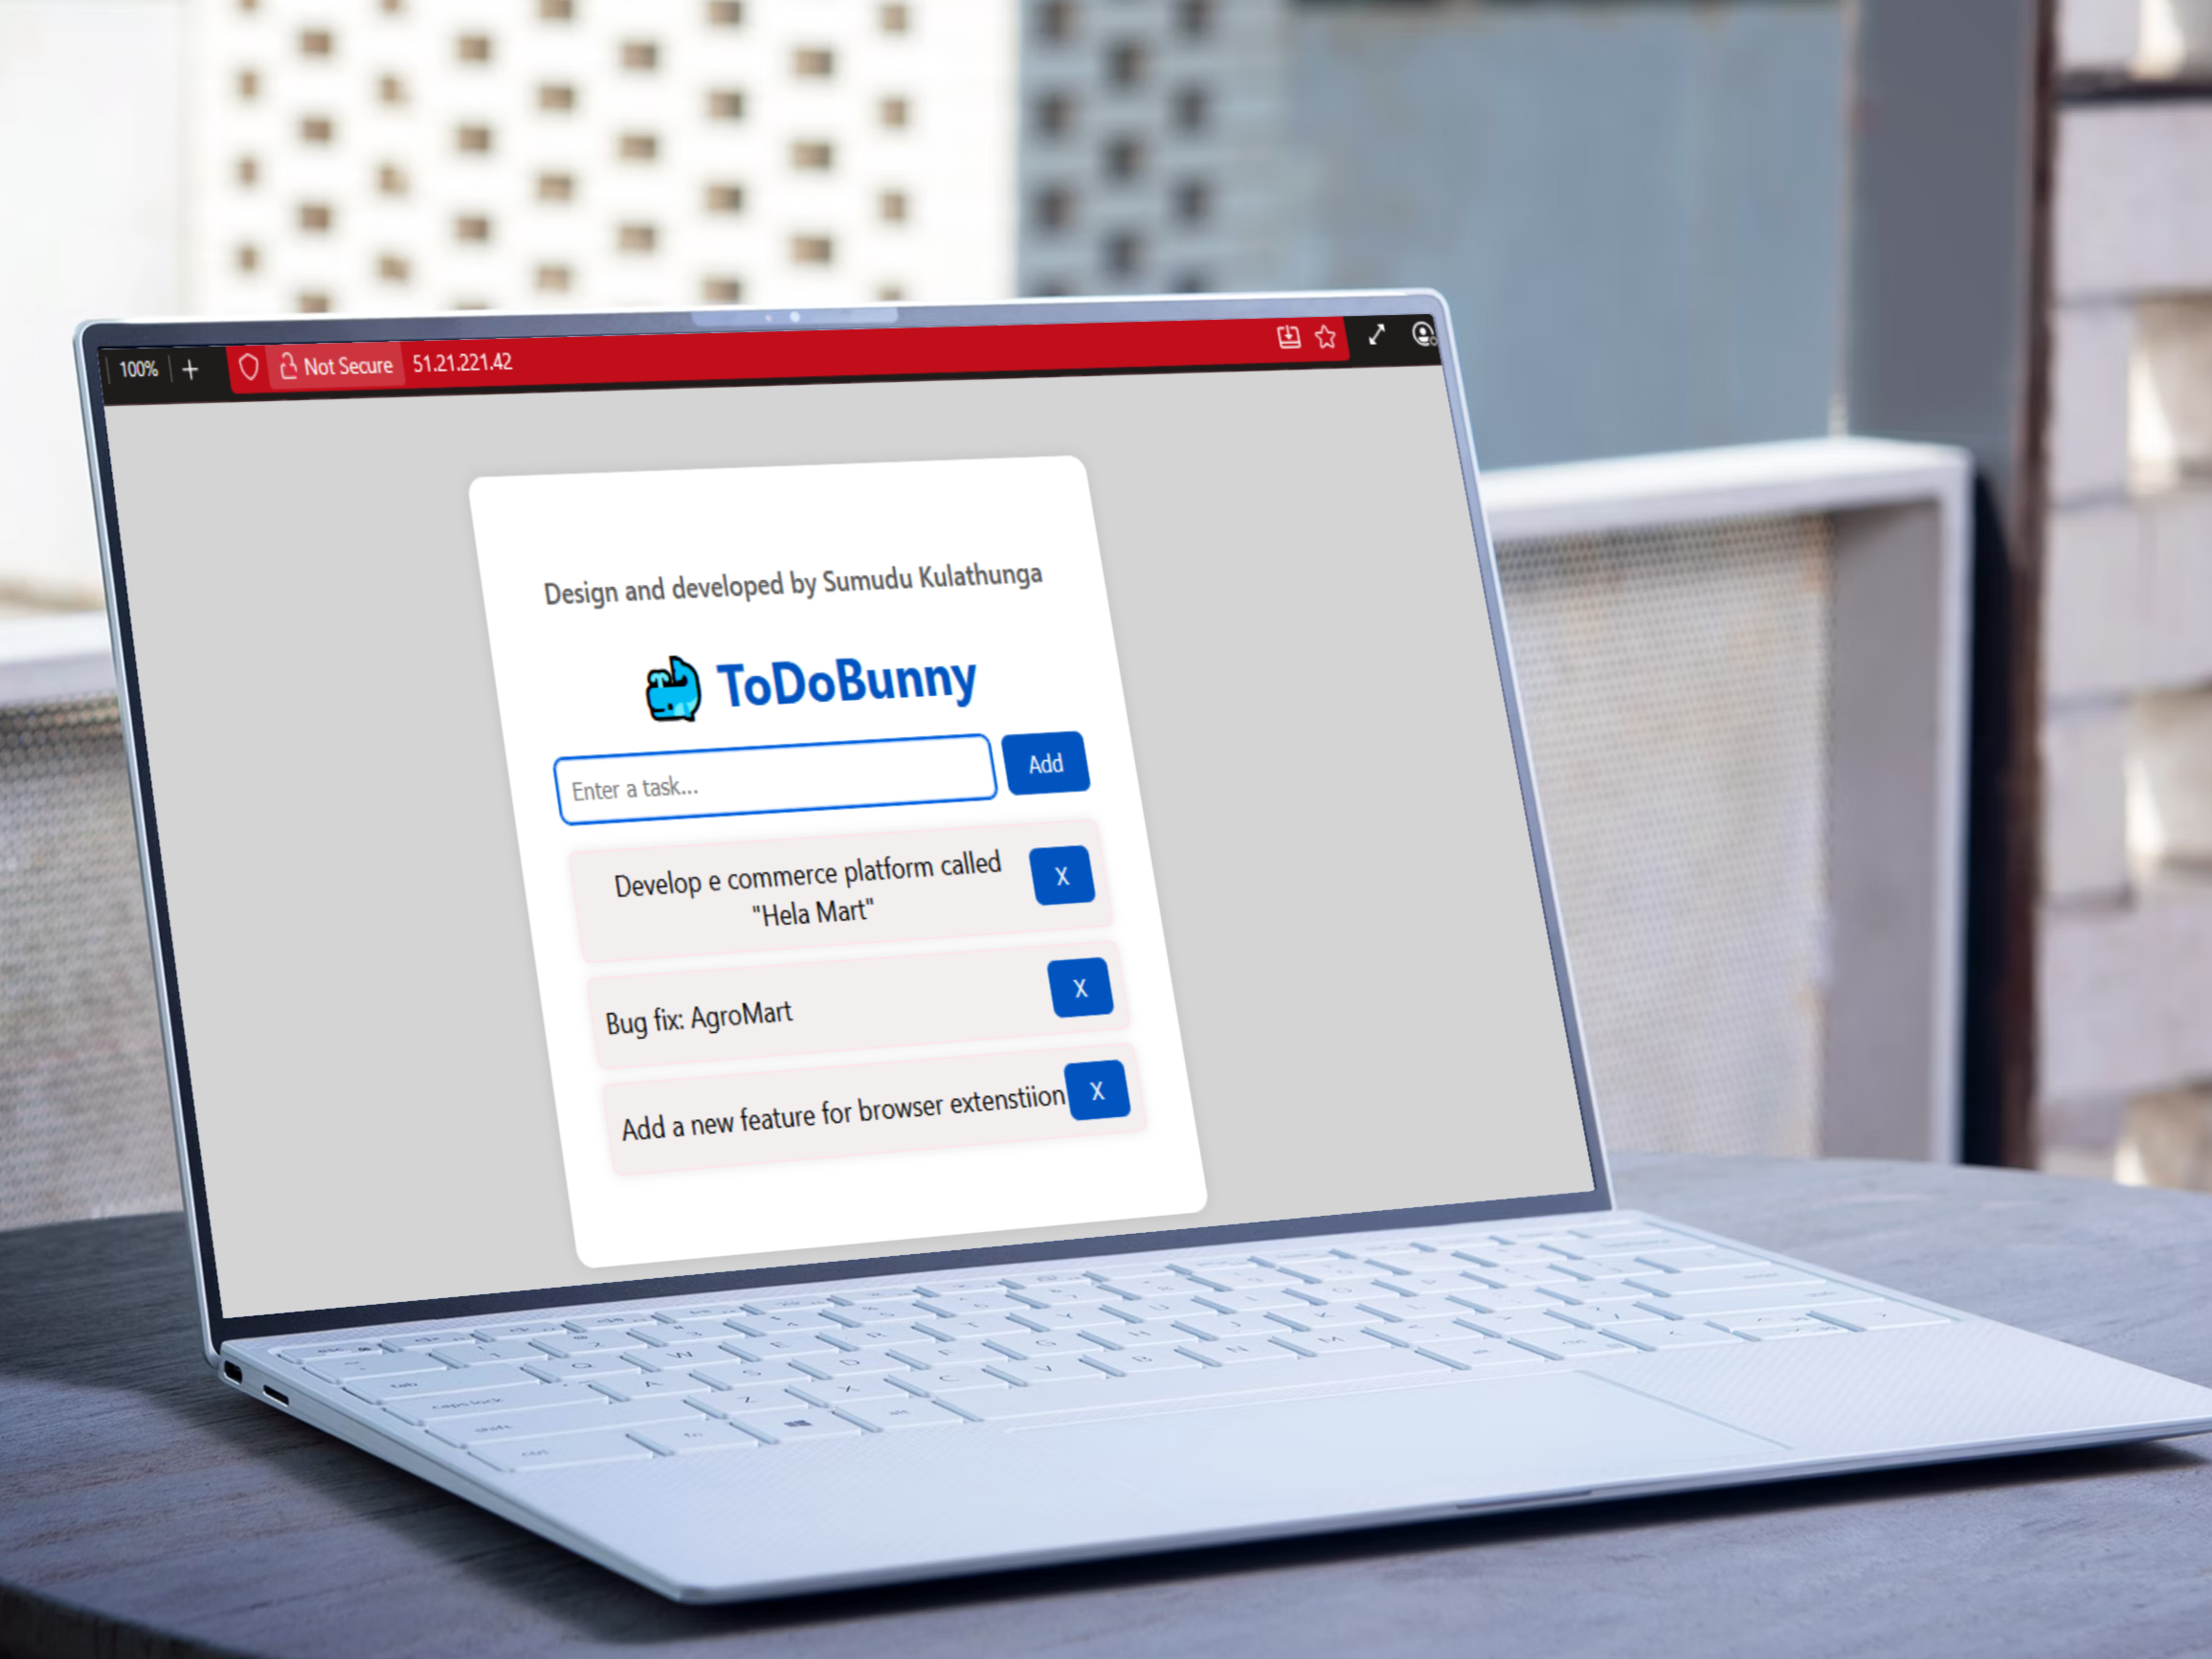 100% +
Not Secure 51.21.221.42
Design and developed by Sumudu Kulathunga
ToDoBunny
Enter a task...
Add
Develop e commerce platform called
"Hela Mart"
X
Bug fix: AgroMart
X
Add a new feature for browser extenstiion
X